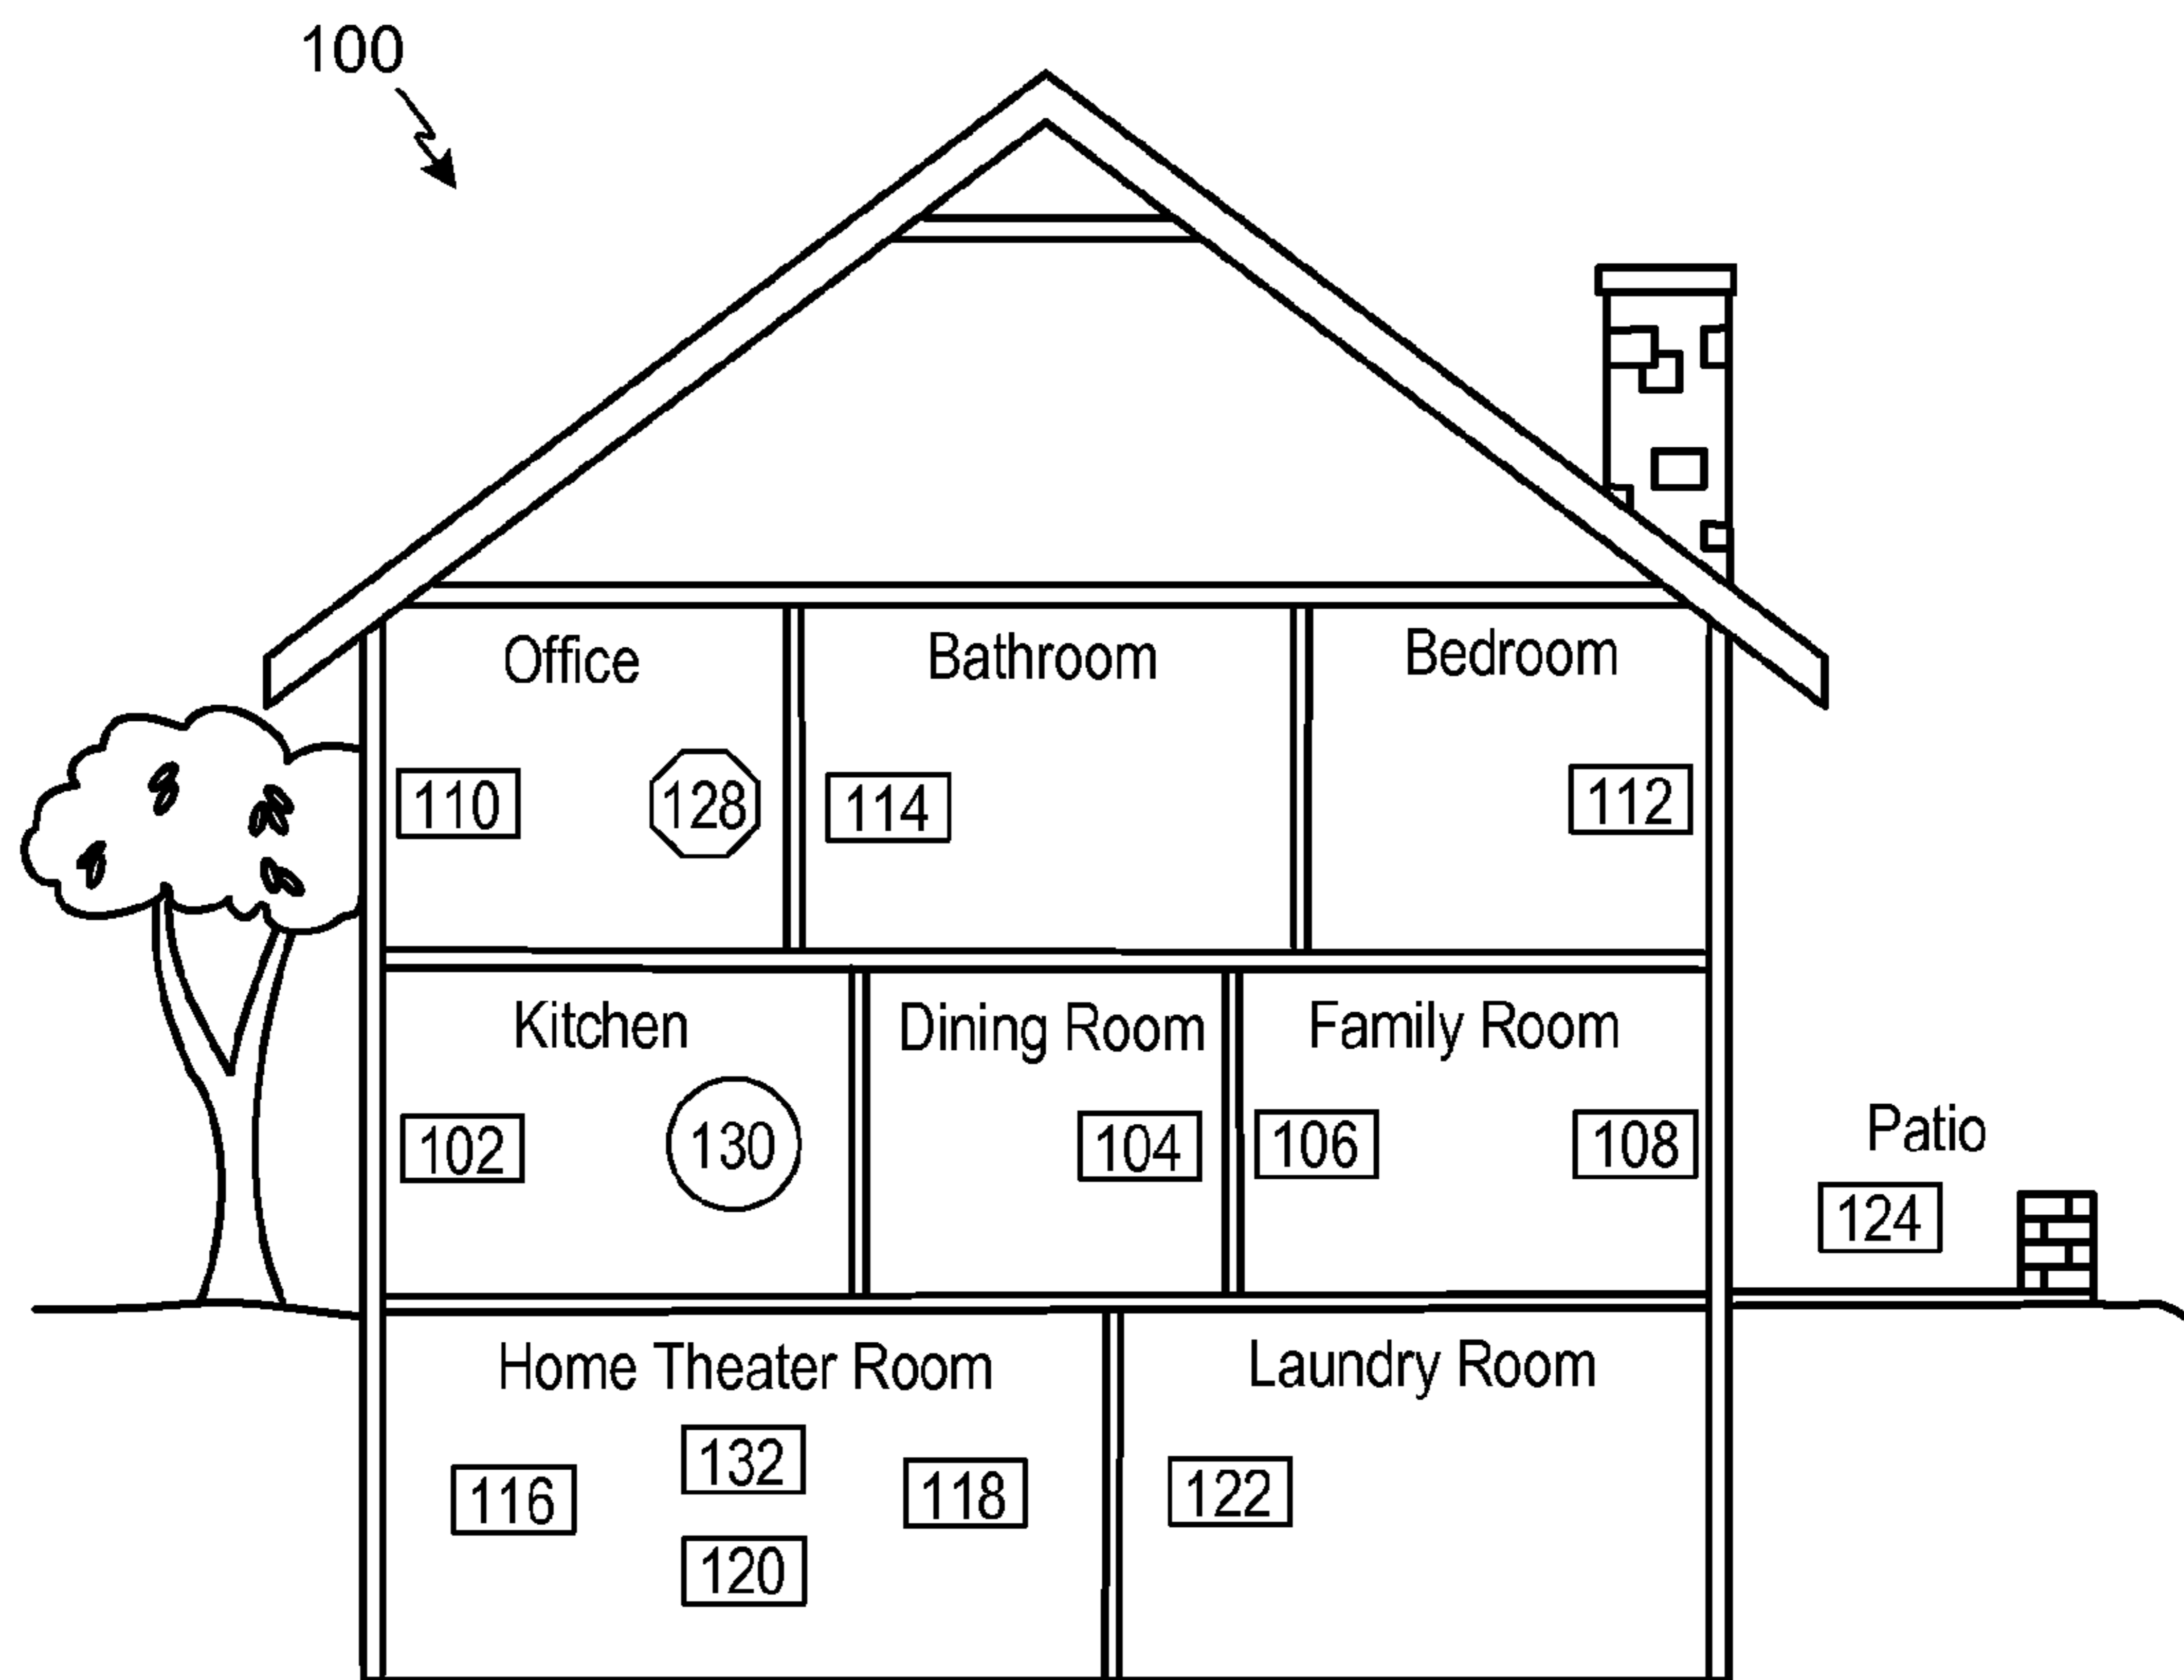 100
Office
Bathroom
Bedroom
110
128
114
112
Kitchen
Dining Room
Family Room
102
130
104
106
108
Patio
124
Home Theater Room
Laundry Room
116
132
118
120
122